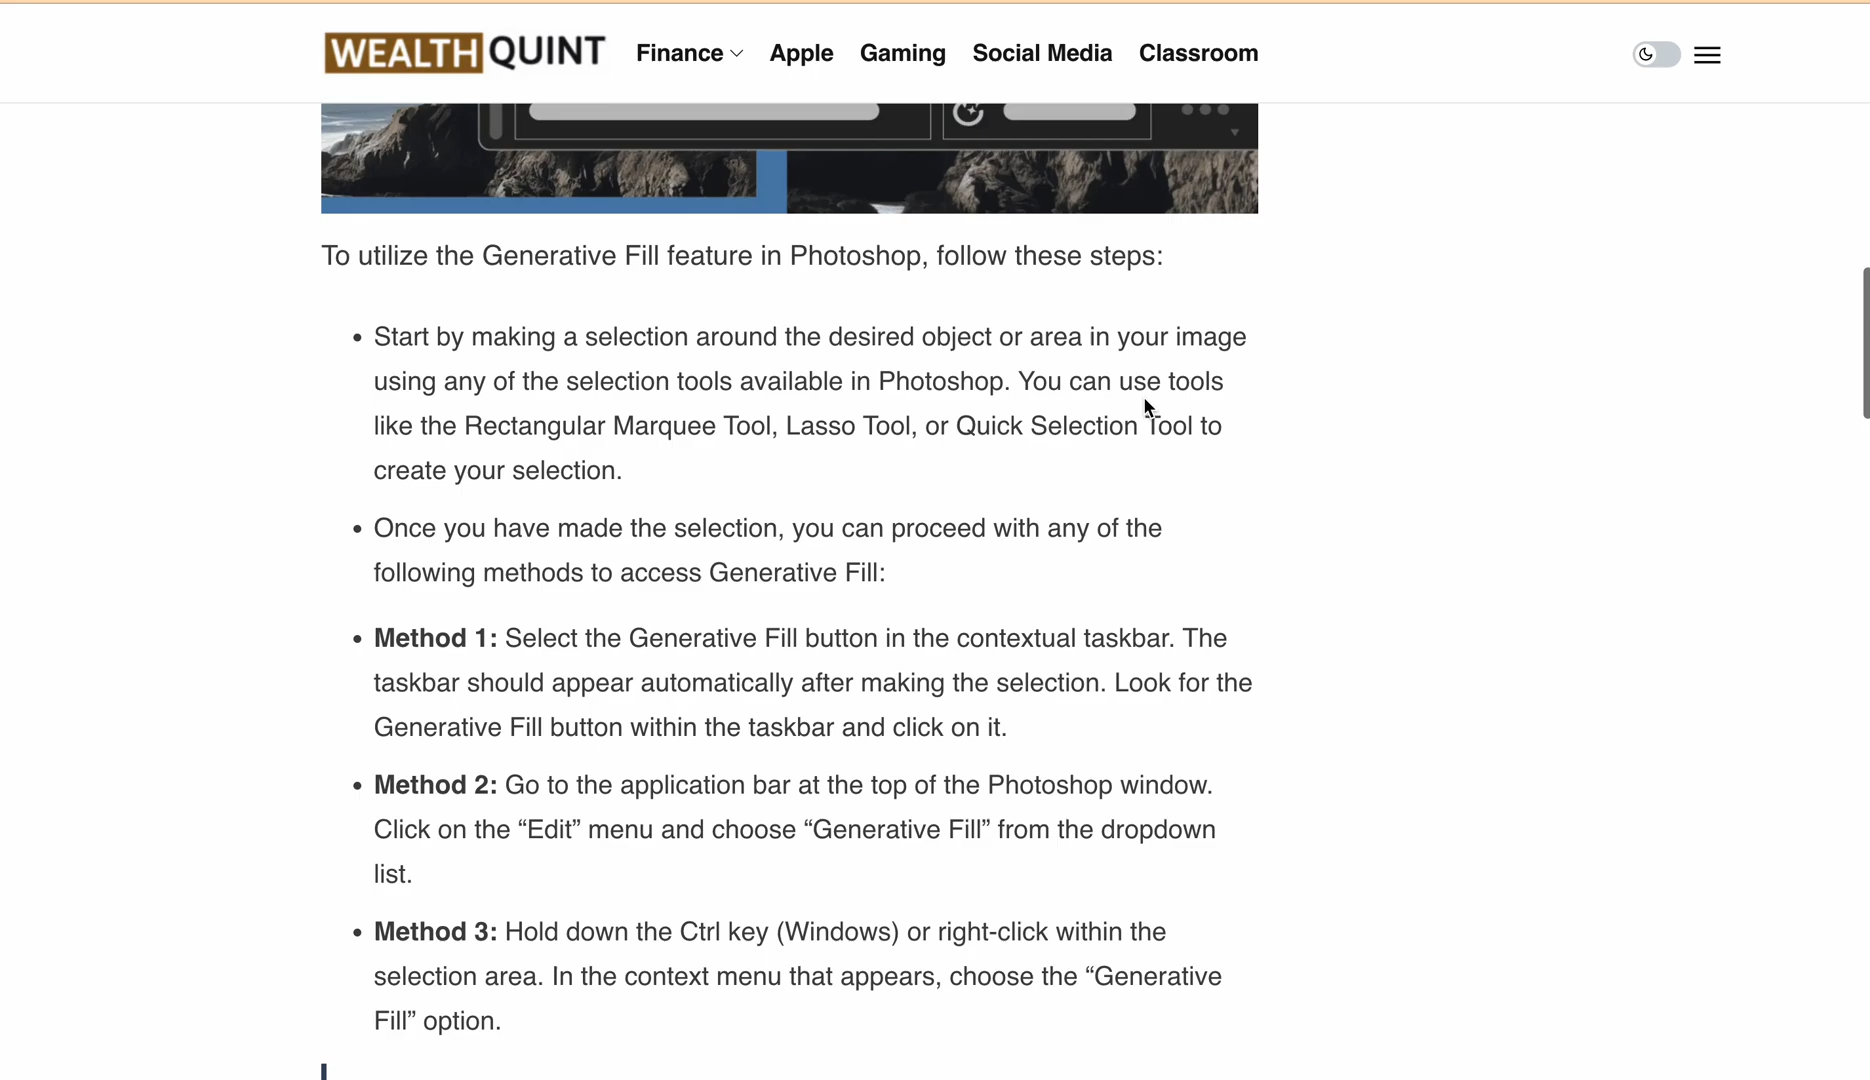 WEALTH QUINT Finance Apple Gaming Social Media Classroom
To utilize the Generative Fill feature in Photoshop, follow these steps:
• Start by making a selection around the desired object or area in your image
using any of the selection tools available in Photoshop. You can use tools
like the Rectangular Marquee Tool, Lasso Tool, or Quick Selection Tool to
create your selection.
• Once you have made the selection, you can proceed with any of the
following methods to access Generative Fill:
• Method 1: Select the Generative Fill button in the contextual taskbar. The
taskbar should appear automatically after making the selection. Look for the
Generative Fill button within the taskbar and click on it.
• Method 2: Go to the application bar at the top of the Photoshop window.
Click on the “Edit” menu and choose “Generative Fill” from the dropdown
list.
• Method 3: Hold down the Ctrl key (Windows) or right-click within the
selection area. In the context menu that appears, choose the “Generative
Fill” option.